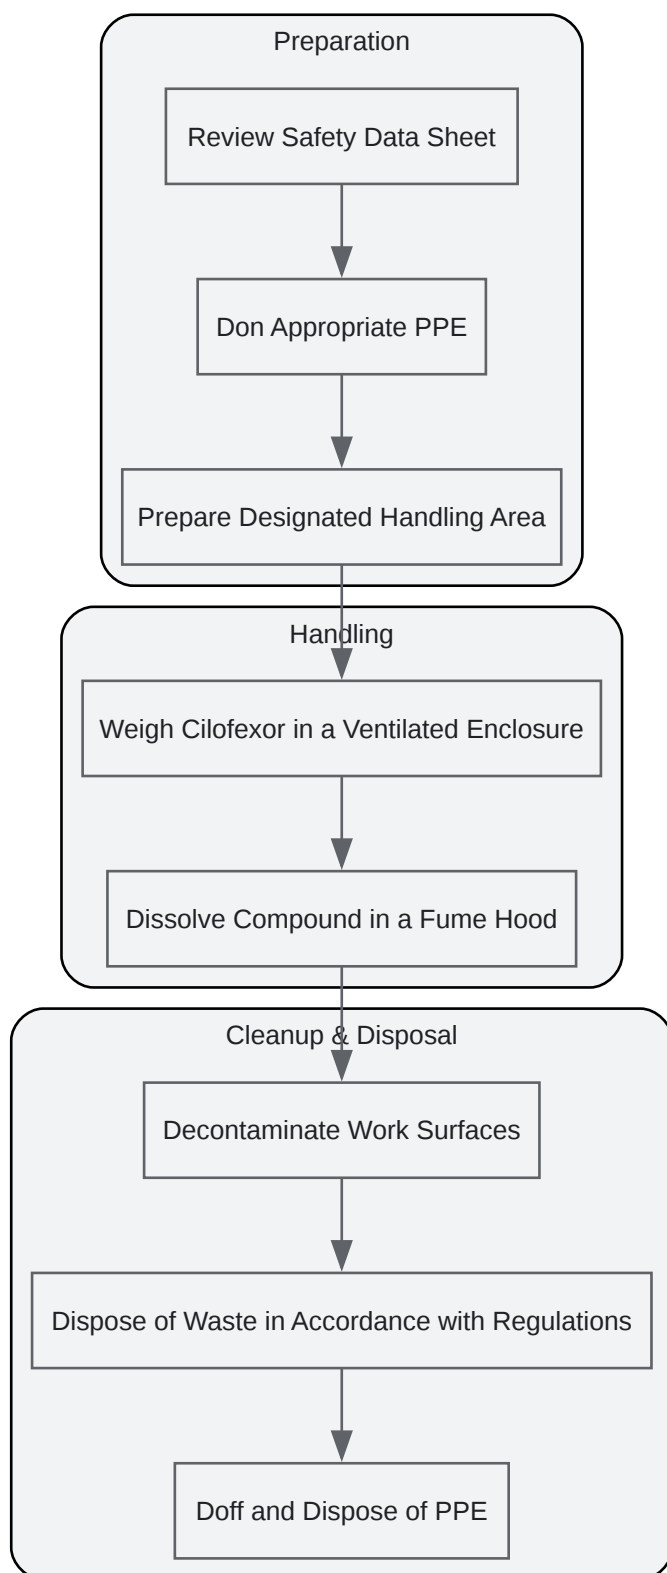 Preparation
Review Safety Data Sheet
Don Appropriate PPE
Prepare Designated Handling Area
Handling
Weigh Cilofexor in a Ventilated Enclosure
Dissolve Compound in a Fume Hood
Cleanup & Disposal
Decontaminate Work Surfaces
Dispose of Waste in Accordance with Regulations
Doff and Dispose of PPE